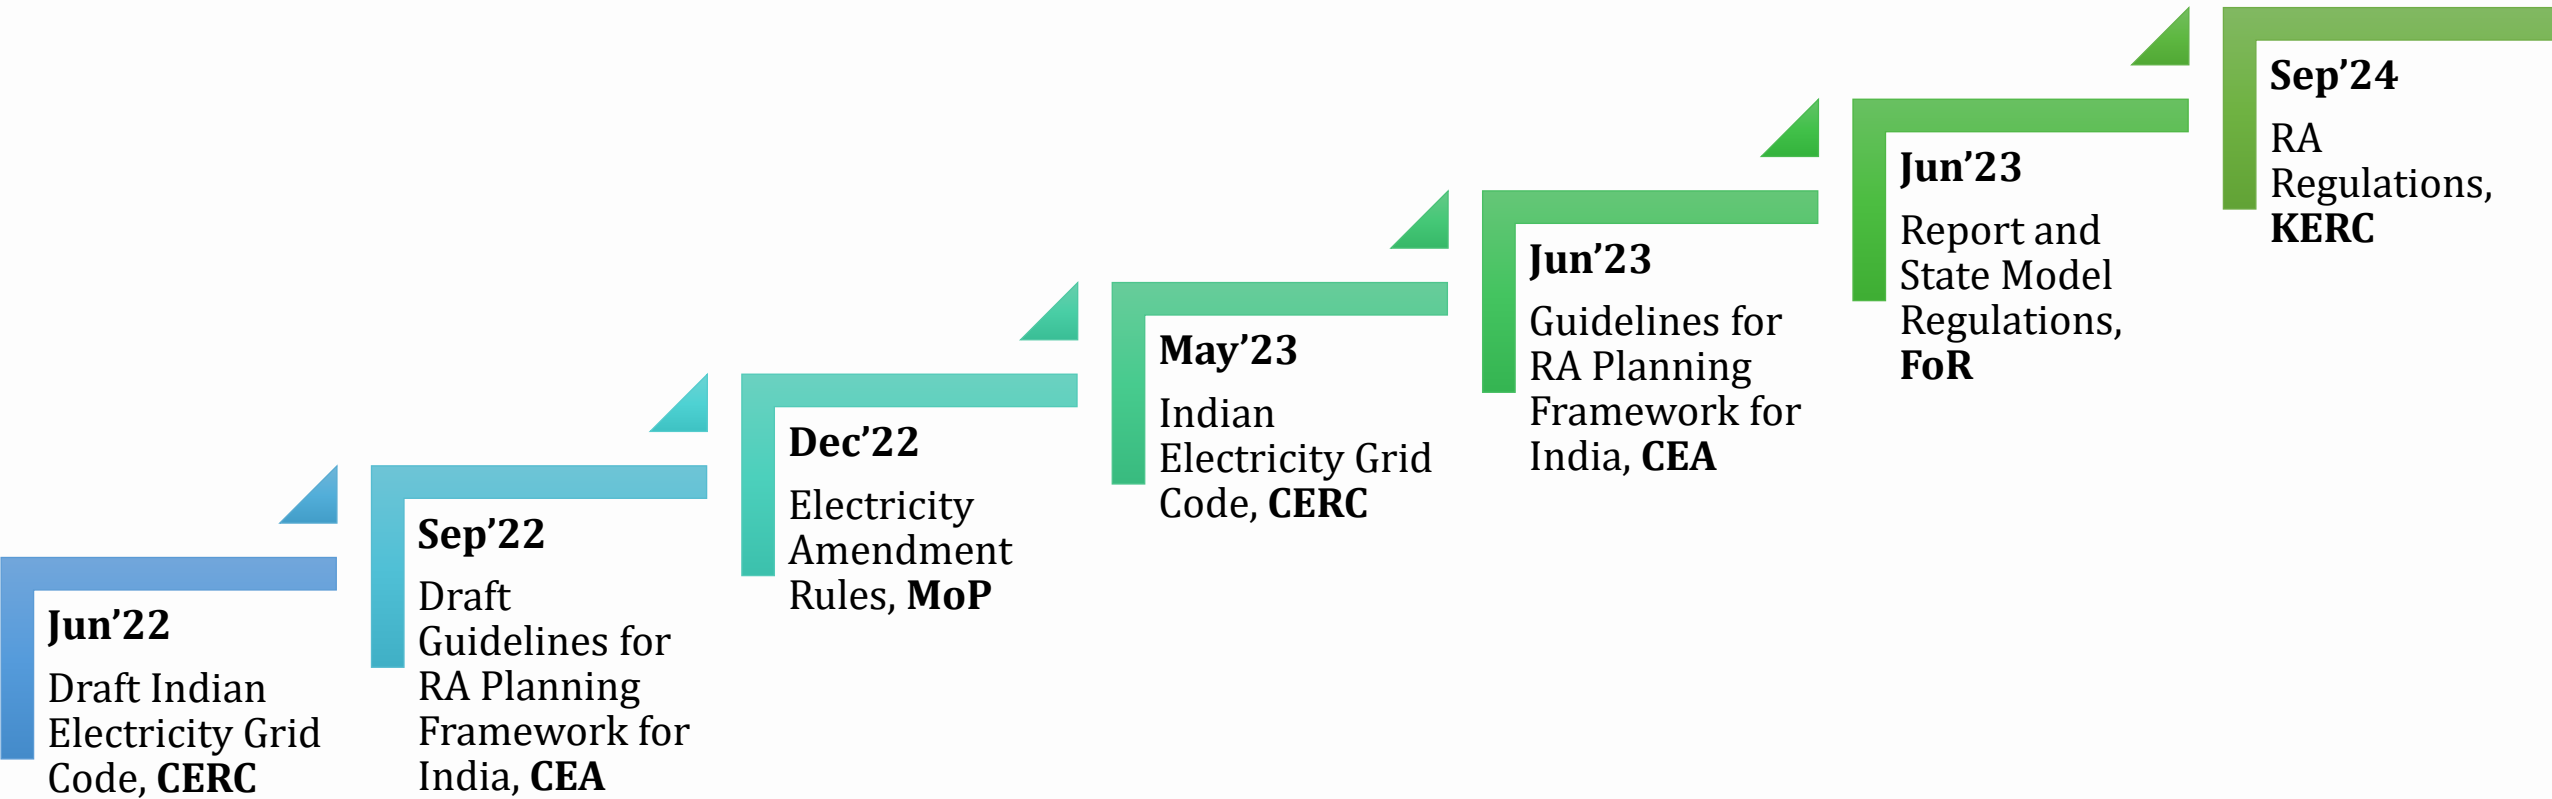 Jun’22
Draft Indian
Electricity Grid
Code, CERC
Sep’22
Draft
Guidelines for
RA Planning
Framework for
India, CEA
Dec’22
Electricity
Amendment
Rules, MoP
May’23
Indian
Electricity Grid
Code, CERC
Jun’23
Guidelines for
RA Planning
Framework for
India, CEA
Jun’23
Report and
State Model
Regulations,
FoR
Sep’24
RA
Regulations,
KERC